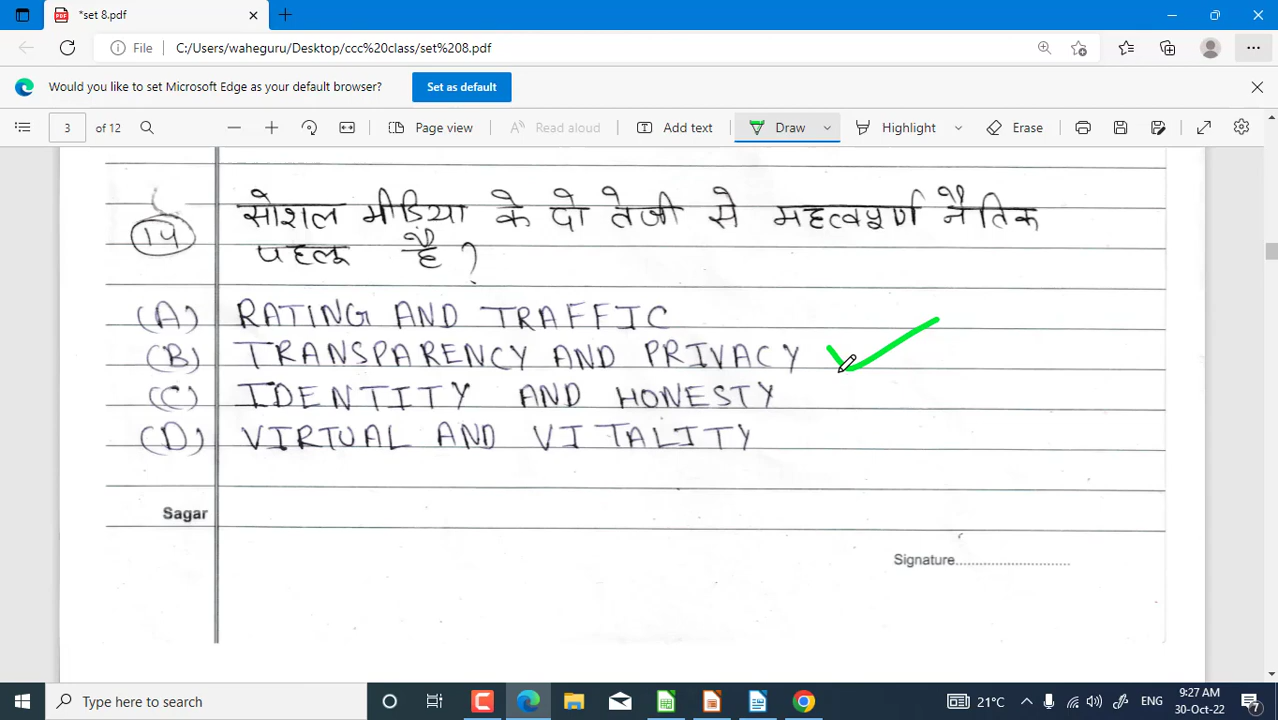 *set 8.pdf
File C:/Users/waheguru/Desktop/ccc%20class/set%208.pdf
Would you like to set Microsoft Edge as your default browser? Set as default
3 of 12 Page view Read aloud Add text Draw Highlight Erase
14 सोशल मीडिया के दो तेजी से महत्वपूर्ण नैतिक
पहलू है ?
(A) RATING AND TRAFFIC
(B) TRANSPARENCY AND PRIVACY
(C) IDENTITY AND HONESTY
(D) VIRTUAL AND VITALITY
Sagar
Signature............................
Type here to search 21°C ENG 9:27 AM
30-Oct-22 7